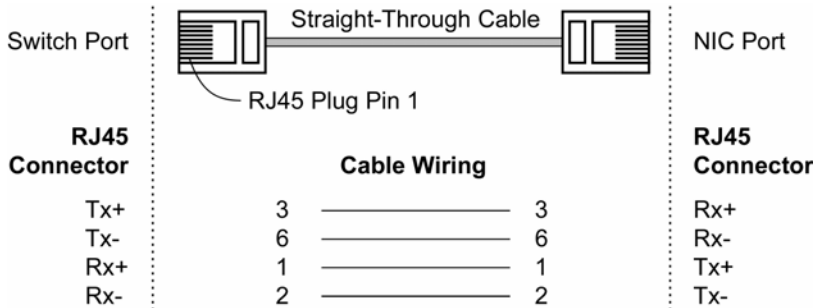 Straight-Through Cable
Switch Port NIC Port
RJ45 Plug Pin 1
RJ45 RJ45
Connector Cable Wiring Connector
Tx+ 3 3 Rx+
Tx- 6 6 Rx-
Rx+ 1 1 Tx+
Rx- 2 2 Tx-